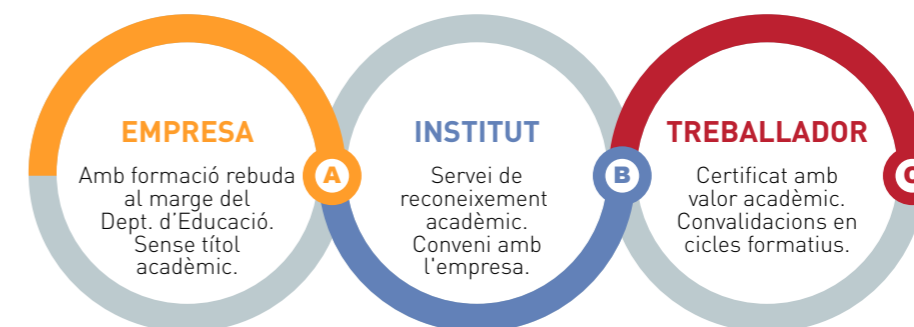 EMPRESA
Amb formació rebuda
al marge del
Dept. d'Educació.
Sense títol
acadèmic.
A
INSTITUT
Servei de
reconeixement
acadèmic.
Conveni amb
l'empresa.
B
TREBALLADOR
Certificat amb
valor acadèmic.
Convalidacions en
cicles formatius.
C